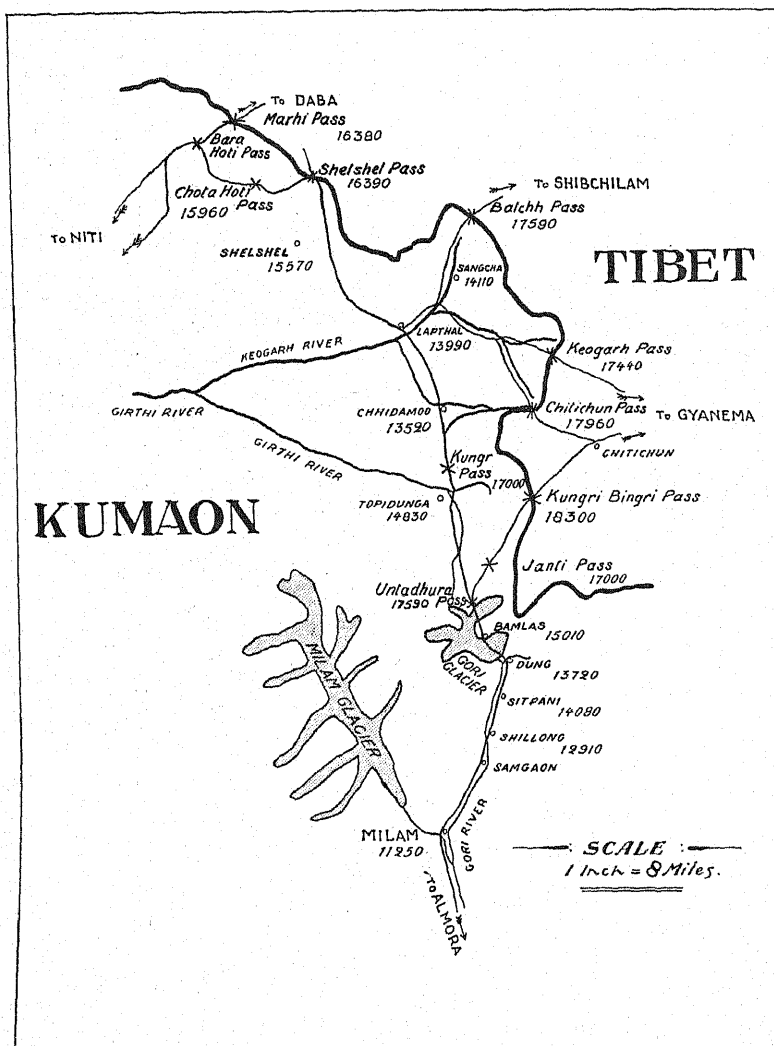 To DABA
Marhi Pass
16380
Bara
Hoti Pass
Shelshel Pass
16390
Chota Hoti
Pass
15960
To NITI
To SHIBCHILAM
Balchh Pass
17590
SHELSHEL
15570
TIBET
SANGCHA
14110
LAPTHAL
13990
KEOGARH RIVER
Keogarh Pass
17440
GIRTHI RIVER
CHHIDAMOO
13520
Chitichun Pass
17960
To GYANEMA
CHITICHUN
GIRTHI RIVER
Kungr
Pass
17000
TOPIDUNGA
14830
KUMAON
Kungri Bingri Pass
18300
Janti Pass
17000
Untadhura
17590 Pass
BAMLAS
15010
GORI
GLACIER
DUNG
13720
MILAM GLACIER
SITPANI
14080
SHILLONG
12910
SAMGAON
MILAM
11250
GORI RIVER
To ALMORA
SCALE
1 Inch = 8 Miles.